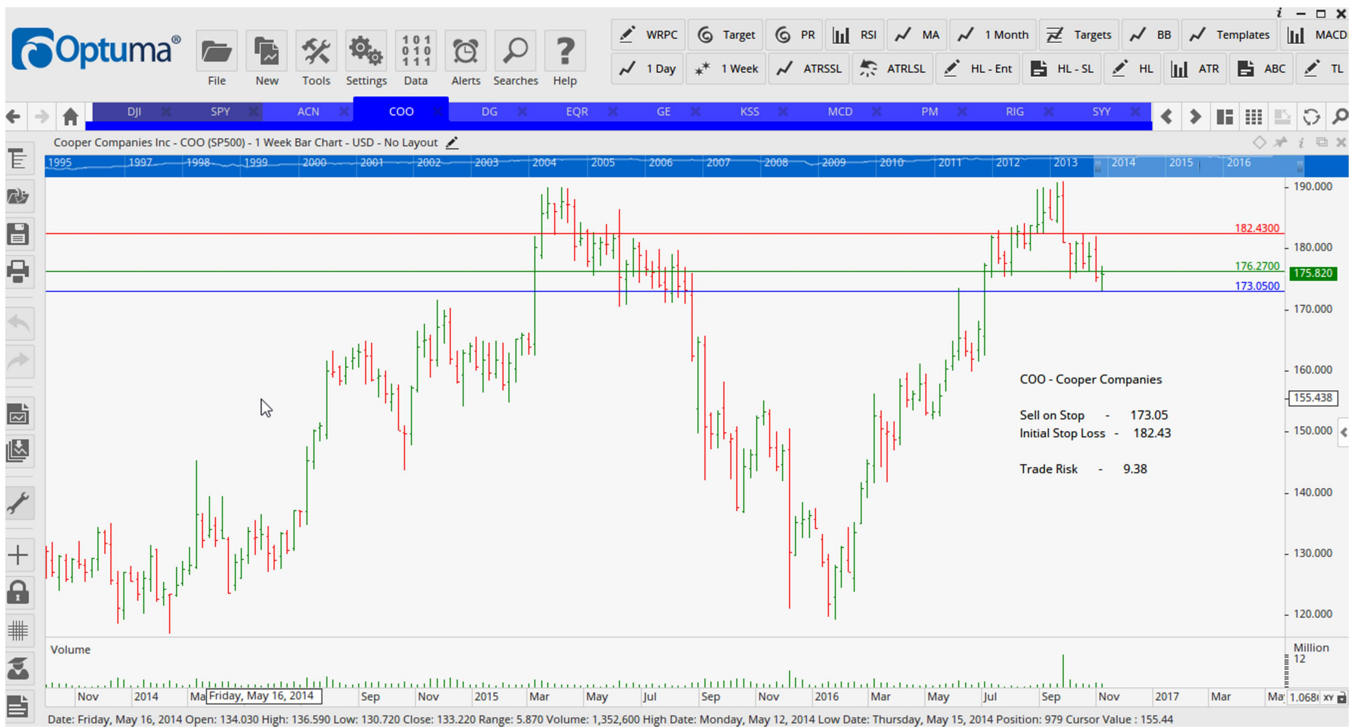 Optuma®
File New Tools Settings Data Alerts Searches Help
WRPC Target PR RSI MA 1 Month Targets BB Templates MACD
1 Day 1 Week ATRSSL ATRLSL HL - Ent HL - SL HL ATR ABC TL
DJI SPY ACN COO DG EQR GE KSS MCD PM RIG SYY
Cooper Companies Inc - COO (SP500) - 1 Week Bar Chart - USD - No Layout
1995 1997 1998 1999 2000 2001 2002 2003 2004 2005 2006 2007 2008 2009 2010 2011 2012 2013 2014 2015 2016
190.000
182.4300
180.000
176.2700
175.820
173.0500
170.000
160.000
COO - Cooper Companies
155.438
Sell on Stop - 173.05
Initial Stop Loss - 182.43
150.000
Trade Risk - 9.38
140.000
130.000
120.000
Volume
Million
12
1.068
XY
Nov 2014 Ma Friday, May 16, 2014 Sep Nov 2015 Mar May Jul Sep Nov 2016 Mar May Jul Sep Nov 2017 Mar Ma
Date: Friday, May 16, 2014 Open: 134.030 High: 136.590 Low: 130.720 Close: 133.220 Range: 5.870 Volume: 1,352,600 High Date: Monday, May 12, 2014 Low Date: Thursday, May 15, 2014 Position: 979 Cursor Value : 155.44